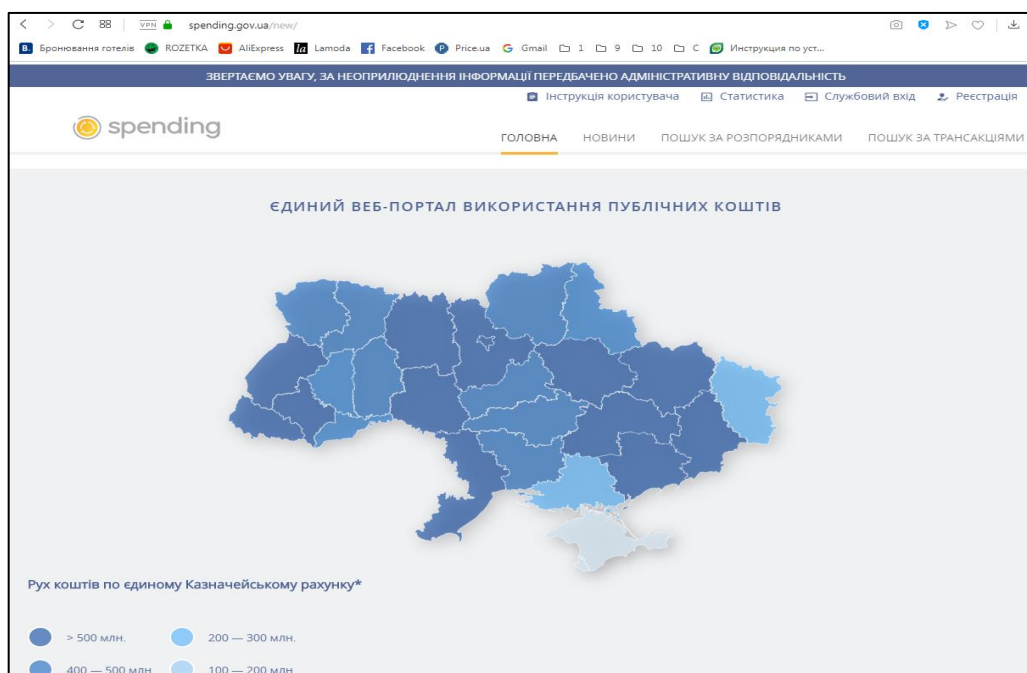 VPN spending.gov.ua/new/
B. Бронювання готелів ROZETKA AliExpress la Lamoda Facebook P Price.ua G Gmail 1 9 10 С Инструкция по уст...
ЗВЕРТАЄМО УВАГУ, ЗА НЕОПРИЛЮДНЕННЯ ІНФОРМАЦІЇ ПЕРЕДБАЧЕНО АДМІНІСТРАТИВНУ ВІДПОВІДАЛЬНІСТЬ
Інструкція користувача Статистика Службовий вхід Реєстрація
spending
ГОЛОВНА НОВИНИ ПОШУК ЗА РОЗПОРЯДНИКАМИ ПОШУК ЗА ТРАНСАКЦІЯМИ
ЄДИНИЙ ВЕБ-ПОРТАЛ ВИКОРИСТАННЯ ПУБЛІЧНИХ КОШТІВ
Рух коштів по єдиному Казначейському рахунку*
> 500 млн. 200 — 300 млн.
400 — 500 млн 100 — 200 млн